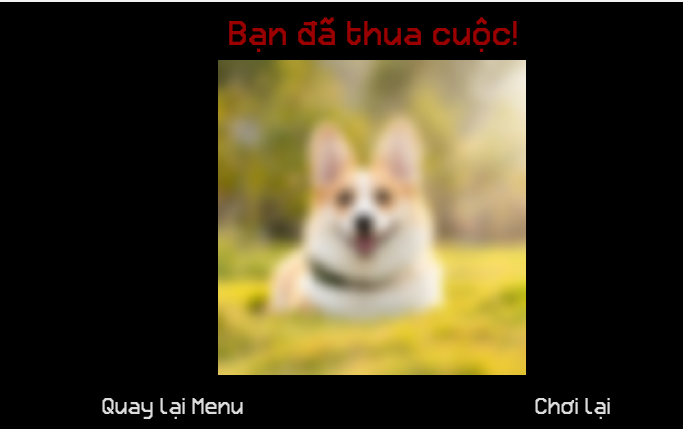 Bạn đã thua cuộc!
Quay lại Menu
Chơi lại